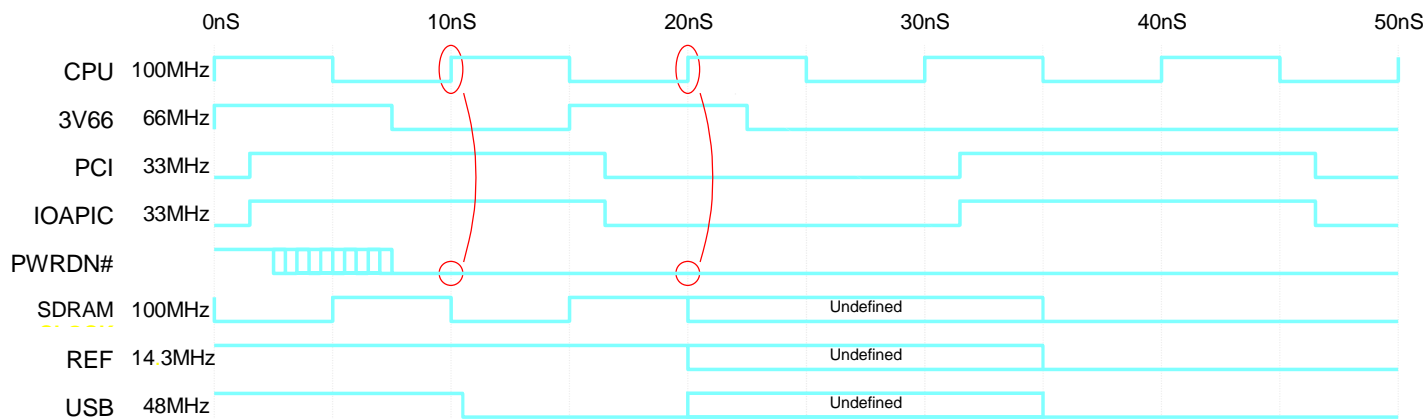 0nS 10nS 20nS 30nS 40nS 50nS
CPU 100MHz
3V66 66MHz
PCI 33MHz
IOAPIC 33MHz
PWRDN#
SDRAM 100MHz Undefined
REF 14.3MHz Undefined
USB 48MHz Undefined